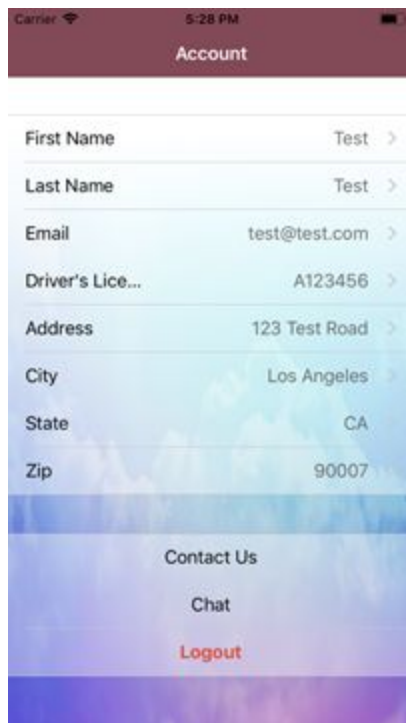 Carrier 5:28 PM
Account
First Name Test
Last Name Test
Email test@test.com
Driver's Lice... A123456
Address 123 Test Road
City Los Angeles
State CA
Zip 90007
Contact Us
Chat
Logout